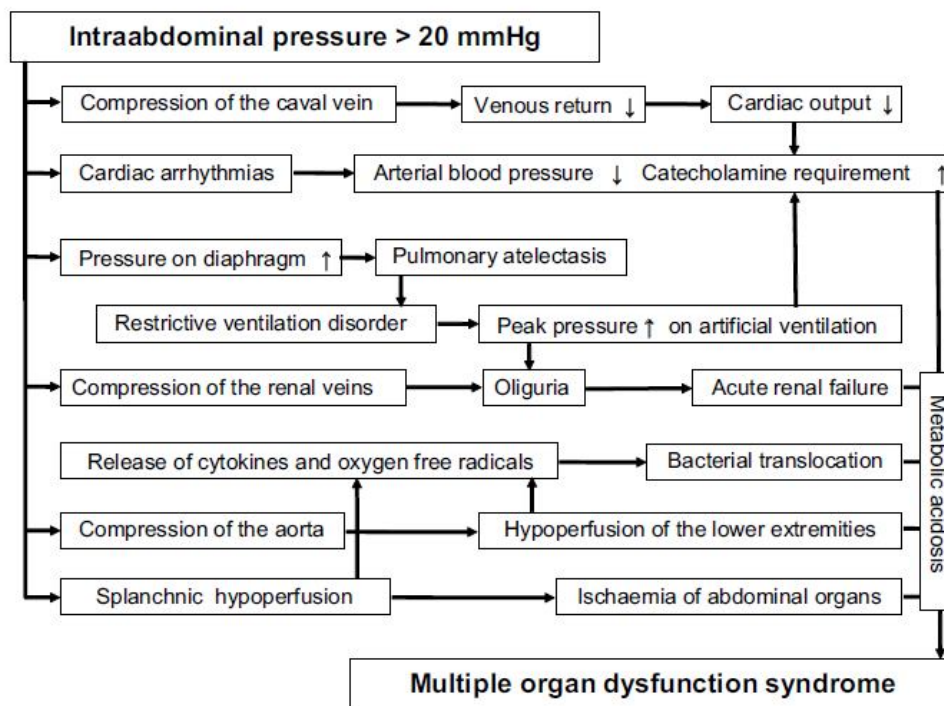 Intraabdominal pressure > 20 mmHg
Compression of the caval vein
Venous return ↓
Cardiac output ↓
Cardiac arrhythmias
Arterial blood pressure ↓ Catecholamine requirement ↑
Pressure on diaphragm ↑
Pulmonary atelectasis
Restrictive ventilation disorder
Peak pressure ↑ on artificial ventilation
Compression of the renal veins
Oliguria
Acute renal failure
Metabolic acidosis
Release of cytokines and oxygen free radicals
Bacterial translocation
Compression of the aorta
Hypoperfusion of the lower extremities
Splanchnic hypoperfusion
Ischaemia of abdominal organs
Multiple organ dysfunction syndrome